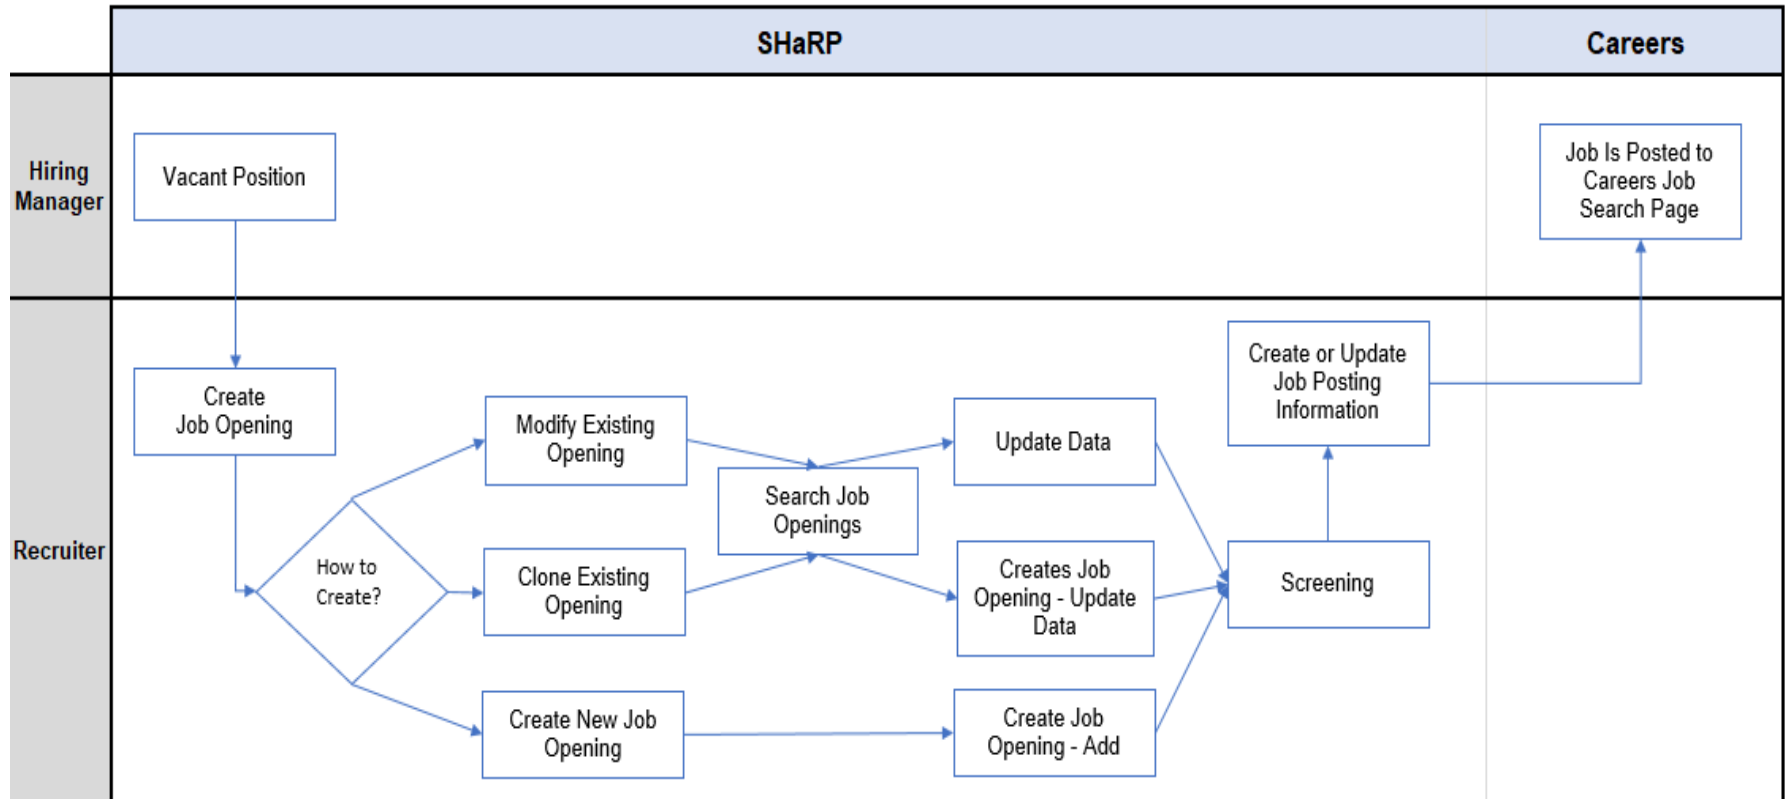 SHaRP
Careers
Hiring
Manager
Vacant Position
Job Is Posted to
Careers Job
Search Page
Recruiter
Create
Job Opening
How to
Create?
Modify Existing
Opening
Clone Existing
Opening
Create New Job
Opening
Search Job
Openings
Update Data
Creates Job
Opening - Update
Data
Create Job
Opening - Add
Screening
Create or Update
Job Posting
Information